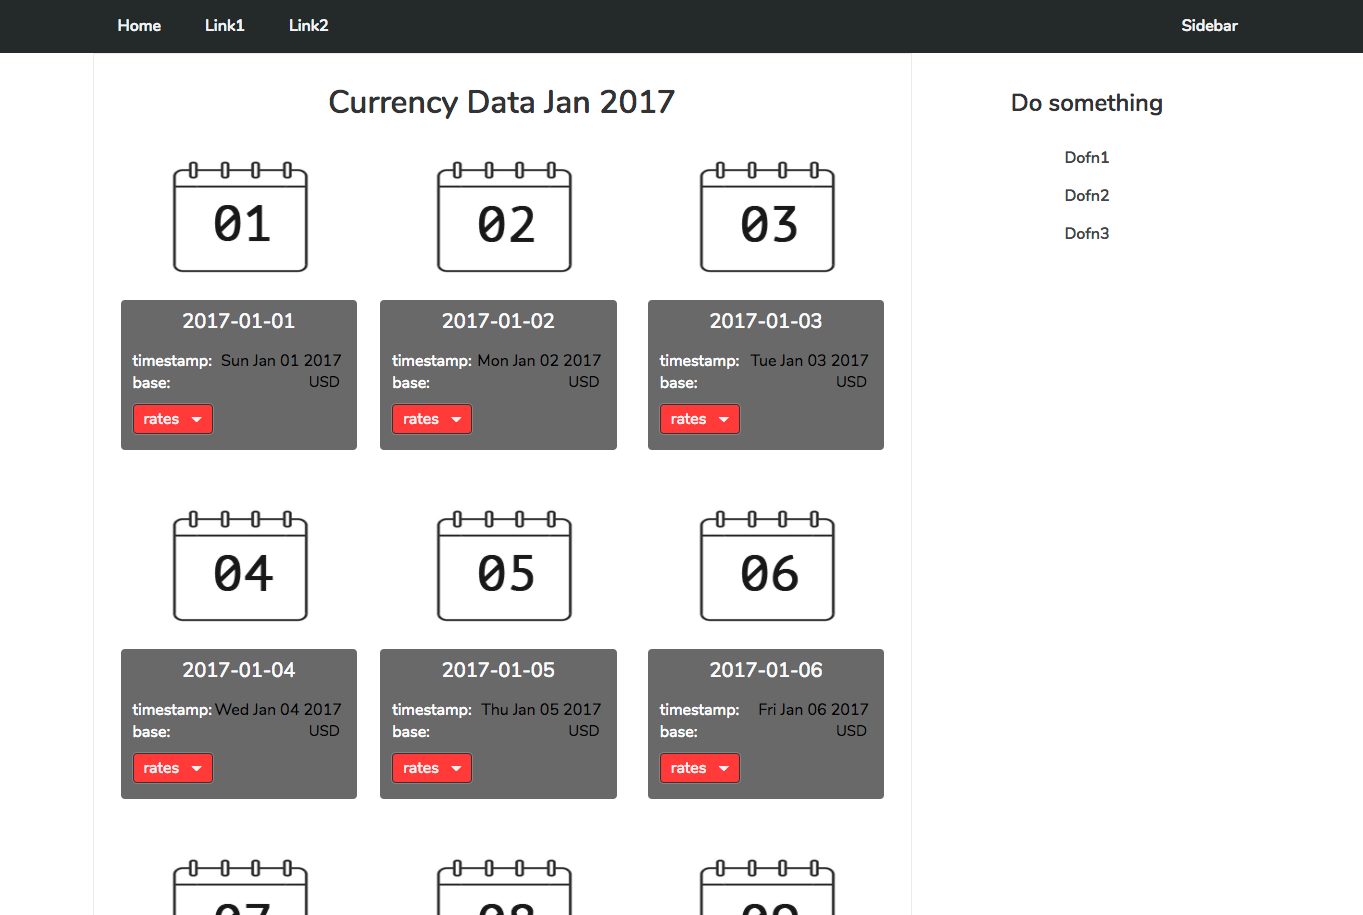 Home Link1 Link2 Sidebar
Currency Data Jan 2017
01 02 03
2017-01-01 2017-01-02 2017-01-03
timestamp: Sun Jan 01 2017 timestamp: Mon Jan 02 2017 timestamp: Tue Jan 03 2017
base: USD base: USD base: USD
rates rates rates
04 05 06
2017-01-04 2017-01-05 2017-01-06
timestamp: Wed Jan 04 2017 timestamp: Thu Jan 05 2017 timestamp: Fri Jan 06 2017
base: USD base: USD base: USD
rates rates rates
07 08 09
Do something
Dofn1
Dofn2
Dofn3